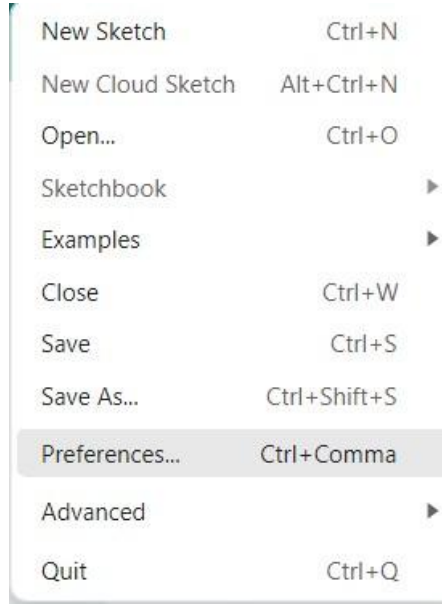 New Sketch Ctrl+N
New Cloud Sketch Alt+Ctrl+N
Open... Ctrl+O
Sketchbook
Examples
Close Ctrl+W
Save Ctrl+S
Save As... Ctrl+Shift+S
Preferences... Ctrl+Comma
Advanced
Quit Ctrl+Q